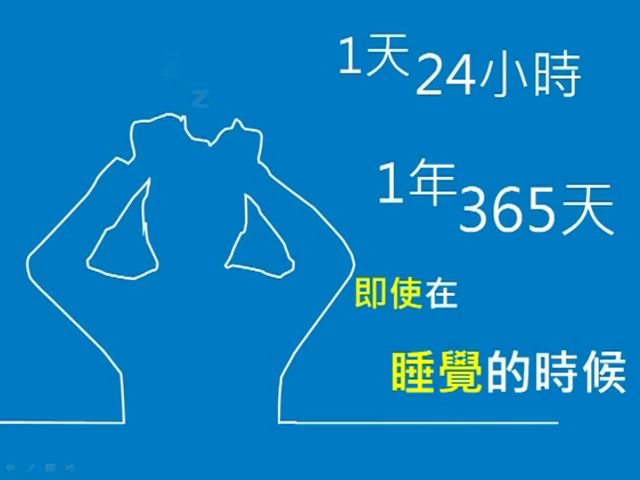 1天24小時
1年365天
即使在
睡覺的時候
z